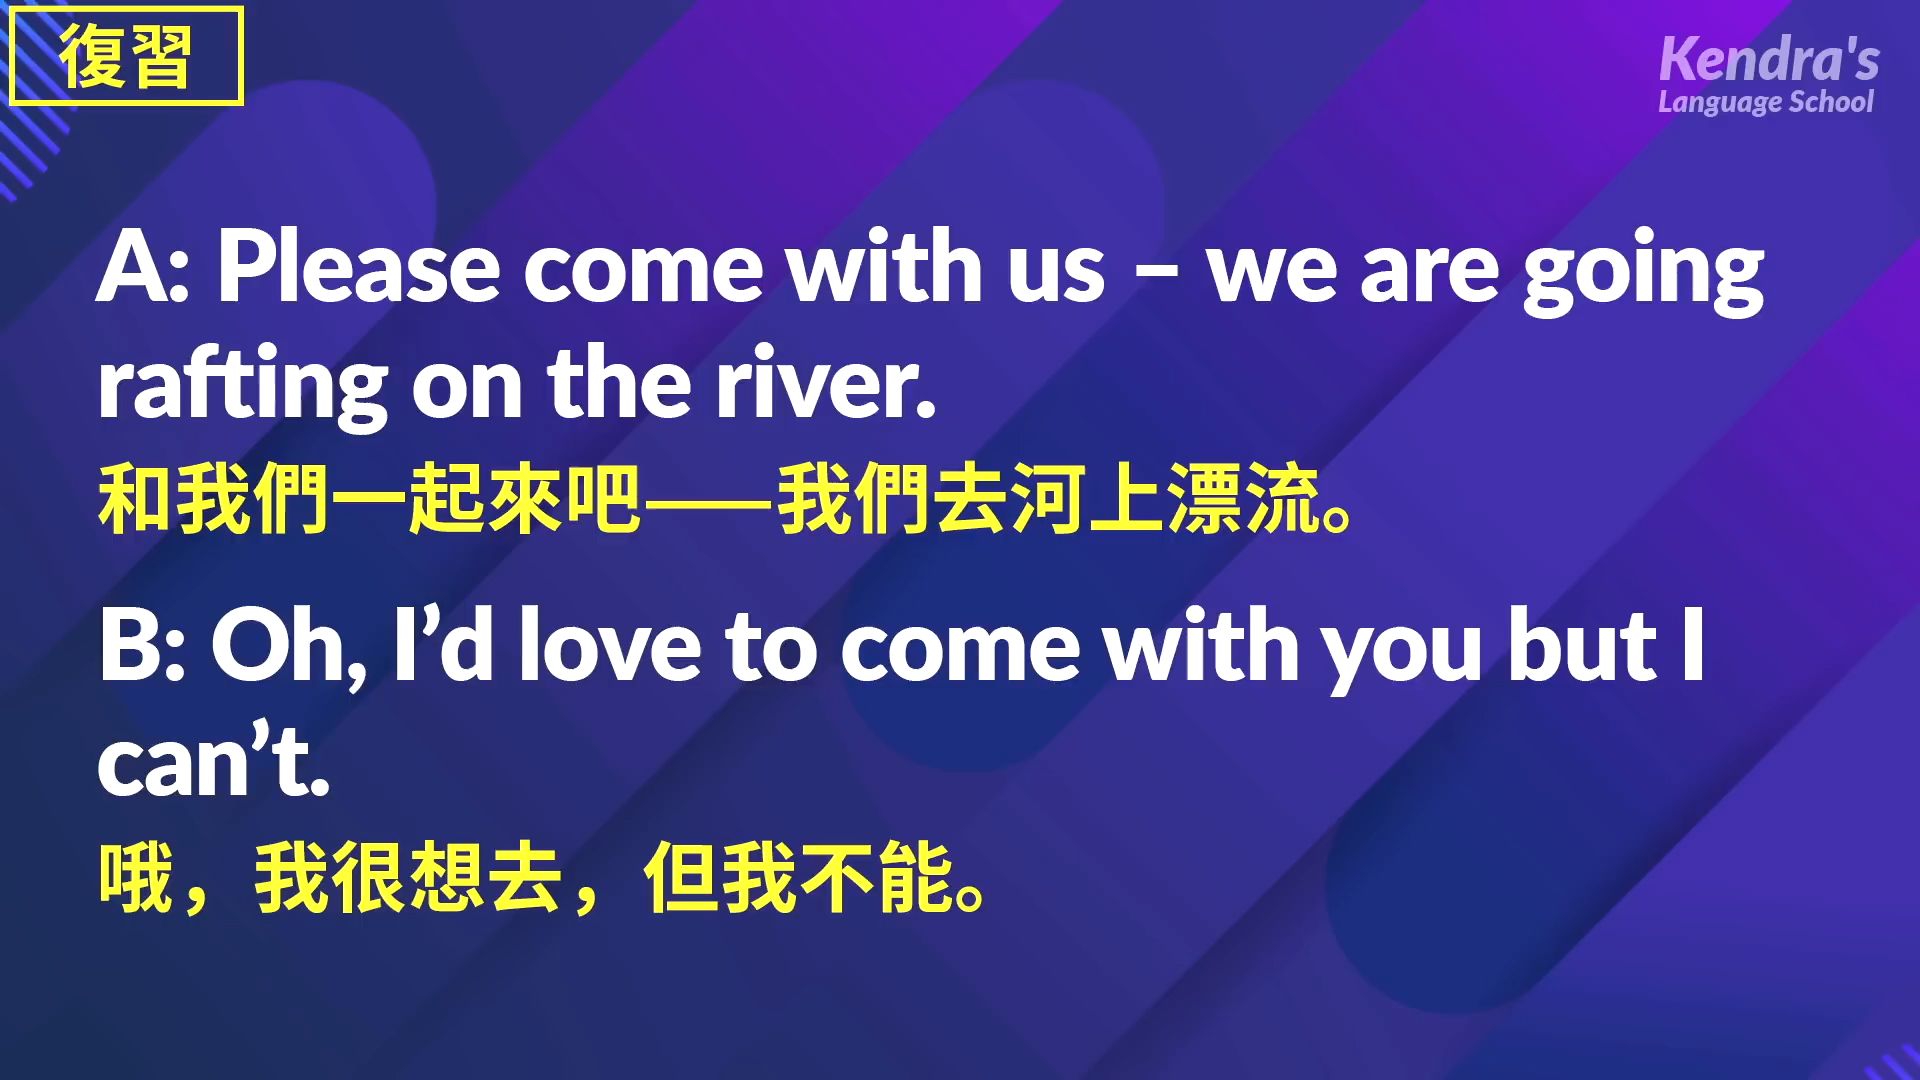 復習
Kendra's
Language School
A: Please come with us – we are going
rafting on the river.
和我們一起來吧——我們去河上漂流。
B: Oh, I’d love to come with you but I
can’t.
哦，我很想去，但我不能。